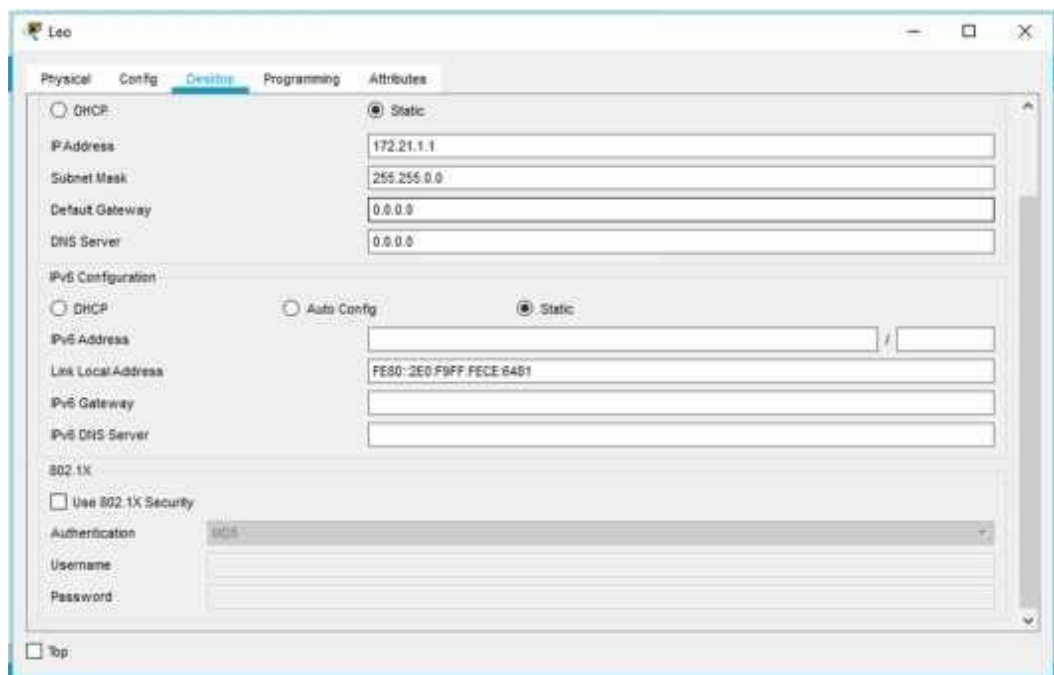 Leo
Physical Config Desktop Programming Attributes
DHCP Static
IP Address 172.21.1.1
Subnet Mask 255.255.0.0
Default Gateway 0.0.0.0
DNS Server 0.0.0.0
IPv6 Configuration
DHCP Auto Config Static
IPv6 Address /
Link Local Address FE80::2E0:F9FF:FECE:6481
IPv6 Gateway
IPv6 DNS Server
802.1X
Use 802.1X Security
Authentication MD5
Username
Password
Top